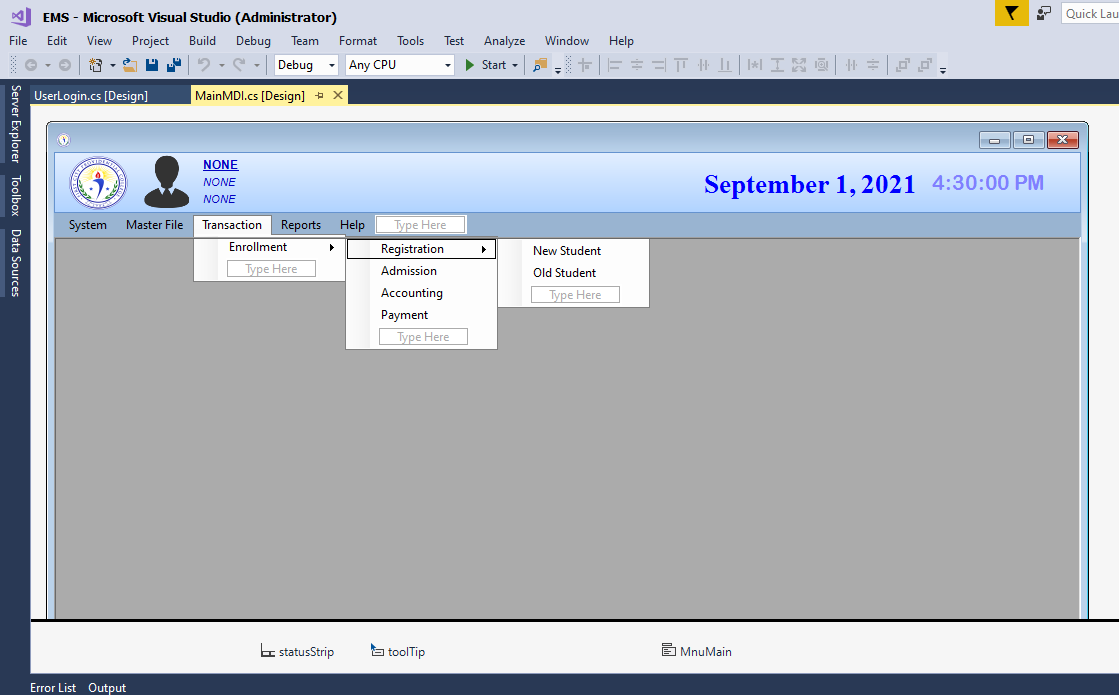 EMS - Microsoft Visual Studio (Administrator)
Quick Lau
File Edit View Project Build Debug Team Format Tools Test Analyze Window Help
Debug Any CPU Start
UserLogin.cs [Design] MainMDI.cs [Design]
Server Explorer
Toolbox
Data Sources
NONE
NONE
NONE
September 1, 2021 4:30:00 PM
System Master File Transaction Reports Help Type Here
Enrollment
Type Here
Registration
Admission
Accounting
Payment
Type Here
New Student
Old Student
Type Here
statusStrip toolTip MnuMain
Error List Output